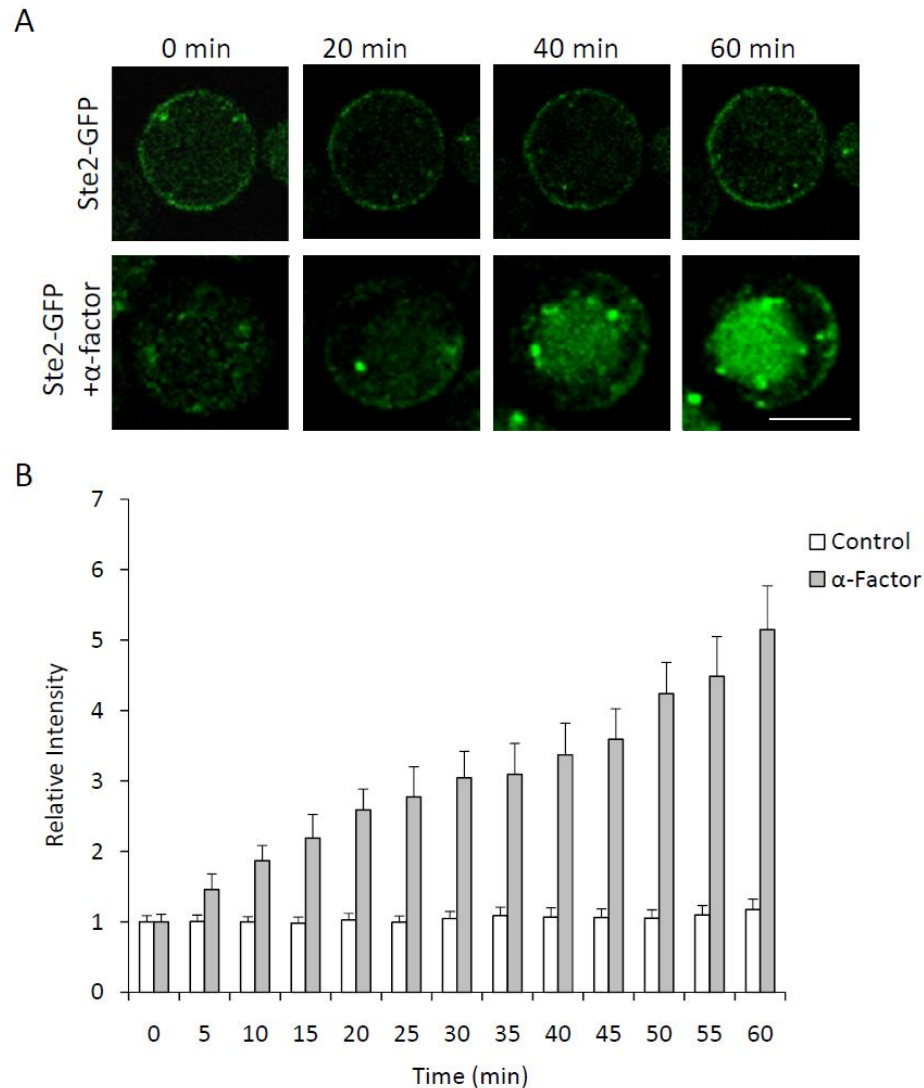 A
0 min 20 min 40 min 60 min
Ste2-GFP
Ste2-GFP
+α-factor
B
7
6
5
4
3
2
1
0
Relative Intensity
Control
α-Factor
0 5 10 15 20 25 30 35 40 45 50 55 60
Time (min)